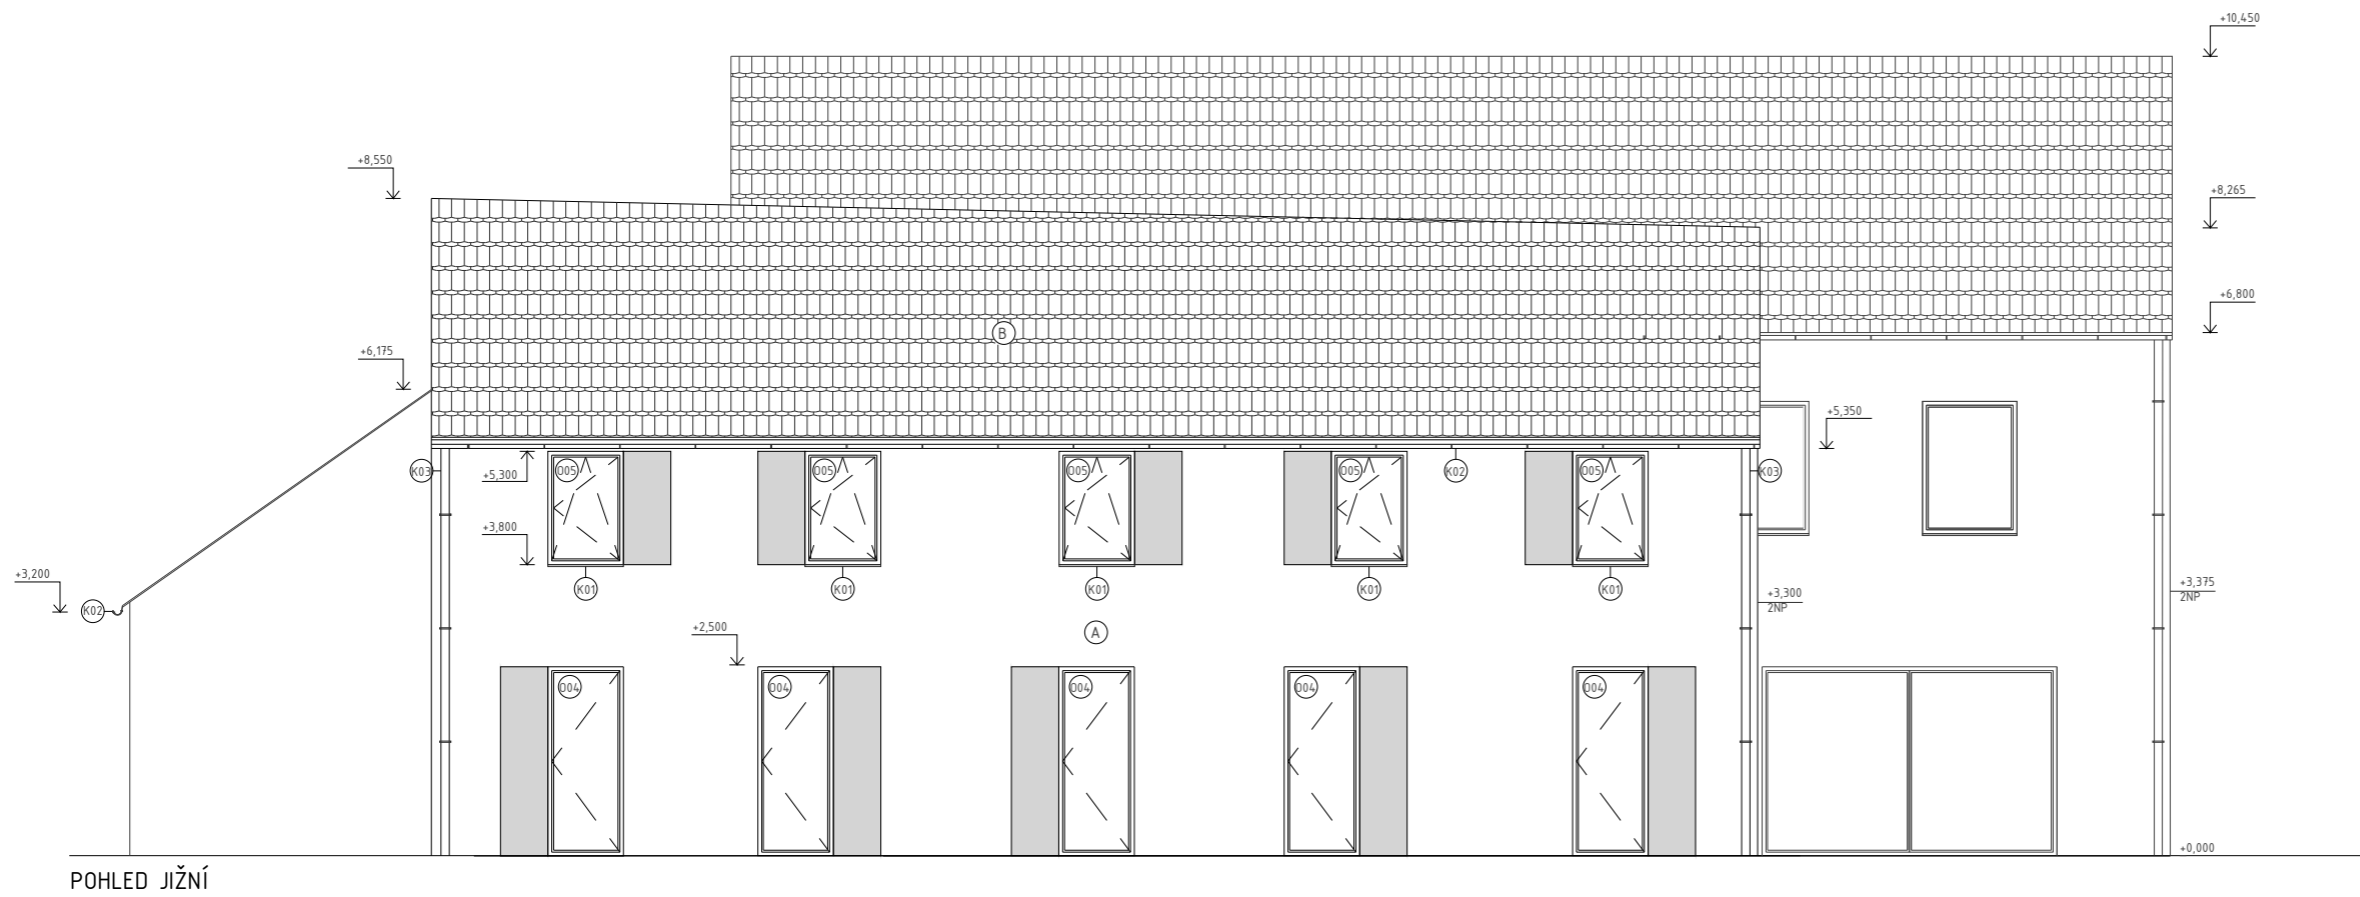 +10,450
+8,550
+8,265
+6,800
B
+6,175
+5,350
K03
+5,300
O05
O05
O05
O05
K02
O05
K03
+3,800
+3,200
K02
K01
K01
K01
K01
K01
+3,300
2NP
+3,375
2NP
+2,500
A
O04
O04
O04
O04
O04
+0,000
POHLED JIŽNÍ